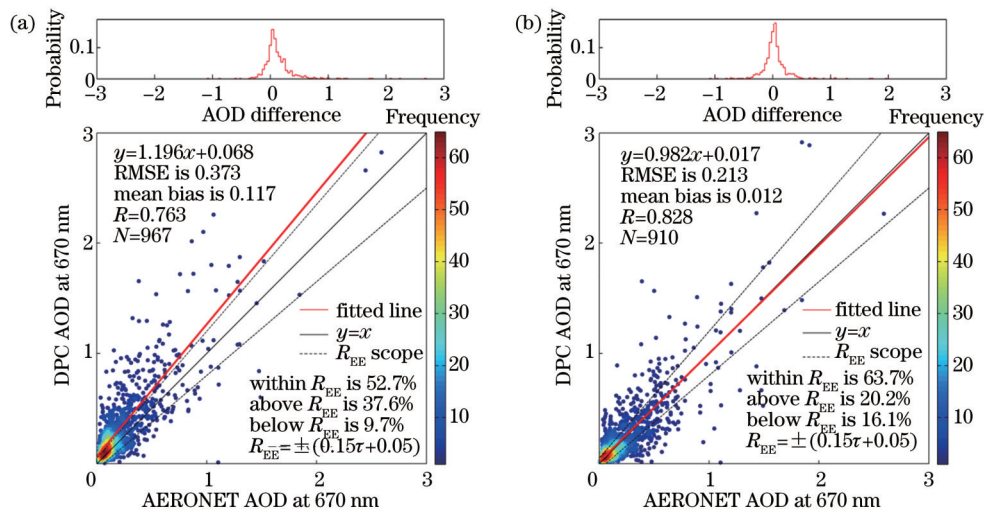 (a)
Probability
0.1
0
−3 −2 −1 0 1 2 3
AOD difference
Frequency
y=1.196x+0.068
RMSE is 0.373
mean bias is 0.117
R=0.763
N=967
fitted line
y=x
R_EE scope
within R_EE is 52.7%
above R_EE is 37.6%
below R_EE is 9.7%
R_EE=±(0.15τ+0.05)
DPC AOD at 670 nm
3
2
1
0 1 2 3
AERONET AOD at 670 nm
60
50
40
30
20
10
(b)
Probability
0.1
0
−3 −2 −1 0 1 2 3
AOD difference
Frequency
y=0.982x+0.017
RMSE is 0.213
mean bias is 0.012
R=0.828
N=910
fitted line
y=x
R_EE scope
within R_EE is 63.7%
above R_EE is 20.2%
below R_EE is 16.1%
R_EE=±(0.15τ+0.05)
DPC AOD at 670 nm
3
2
1
0 1 2 3
AERONET AOD at 670 nm
60
50
40
30
20
10